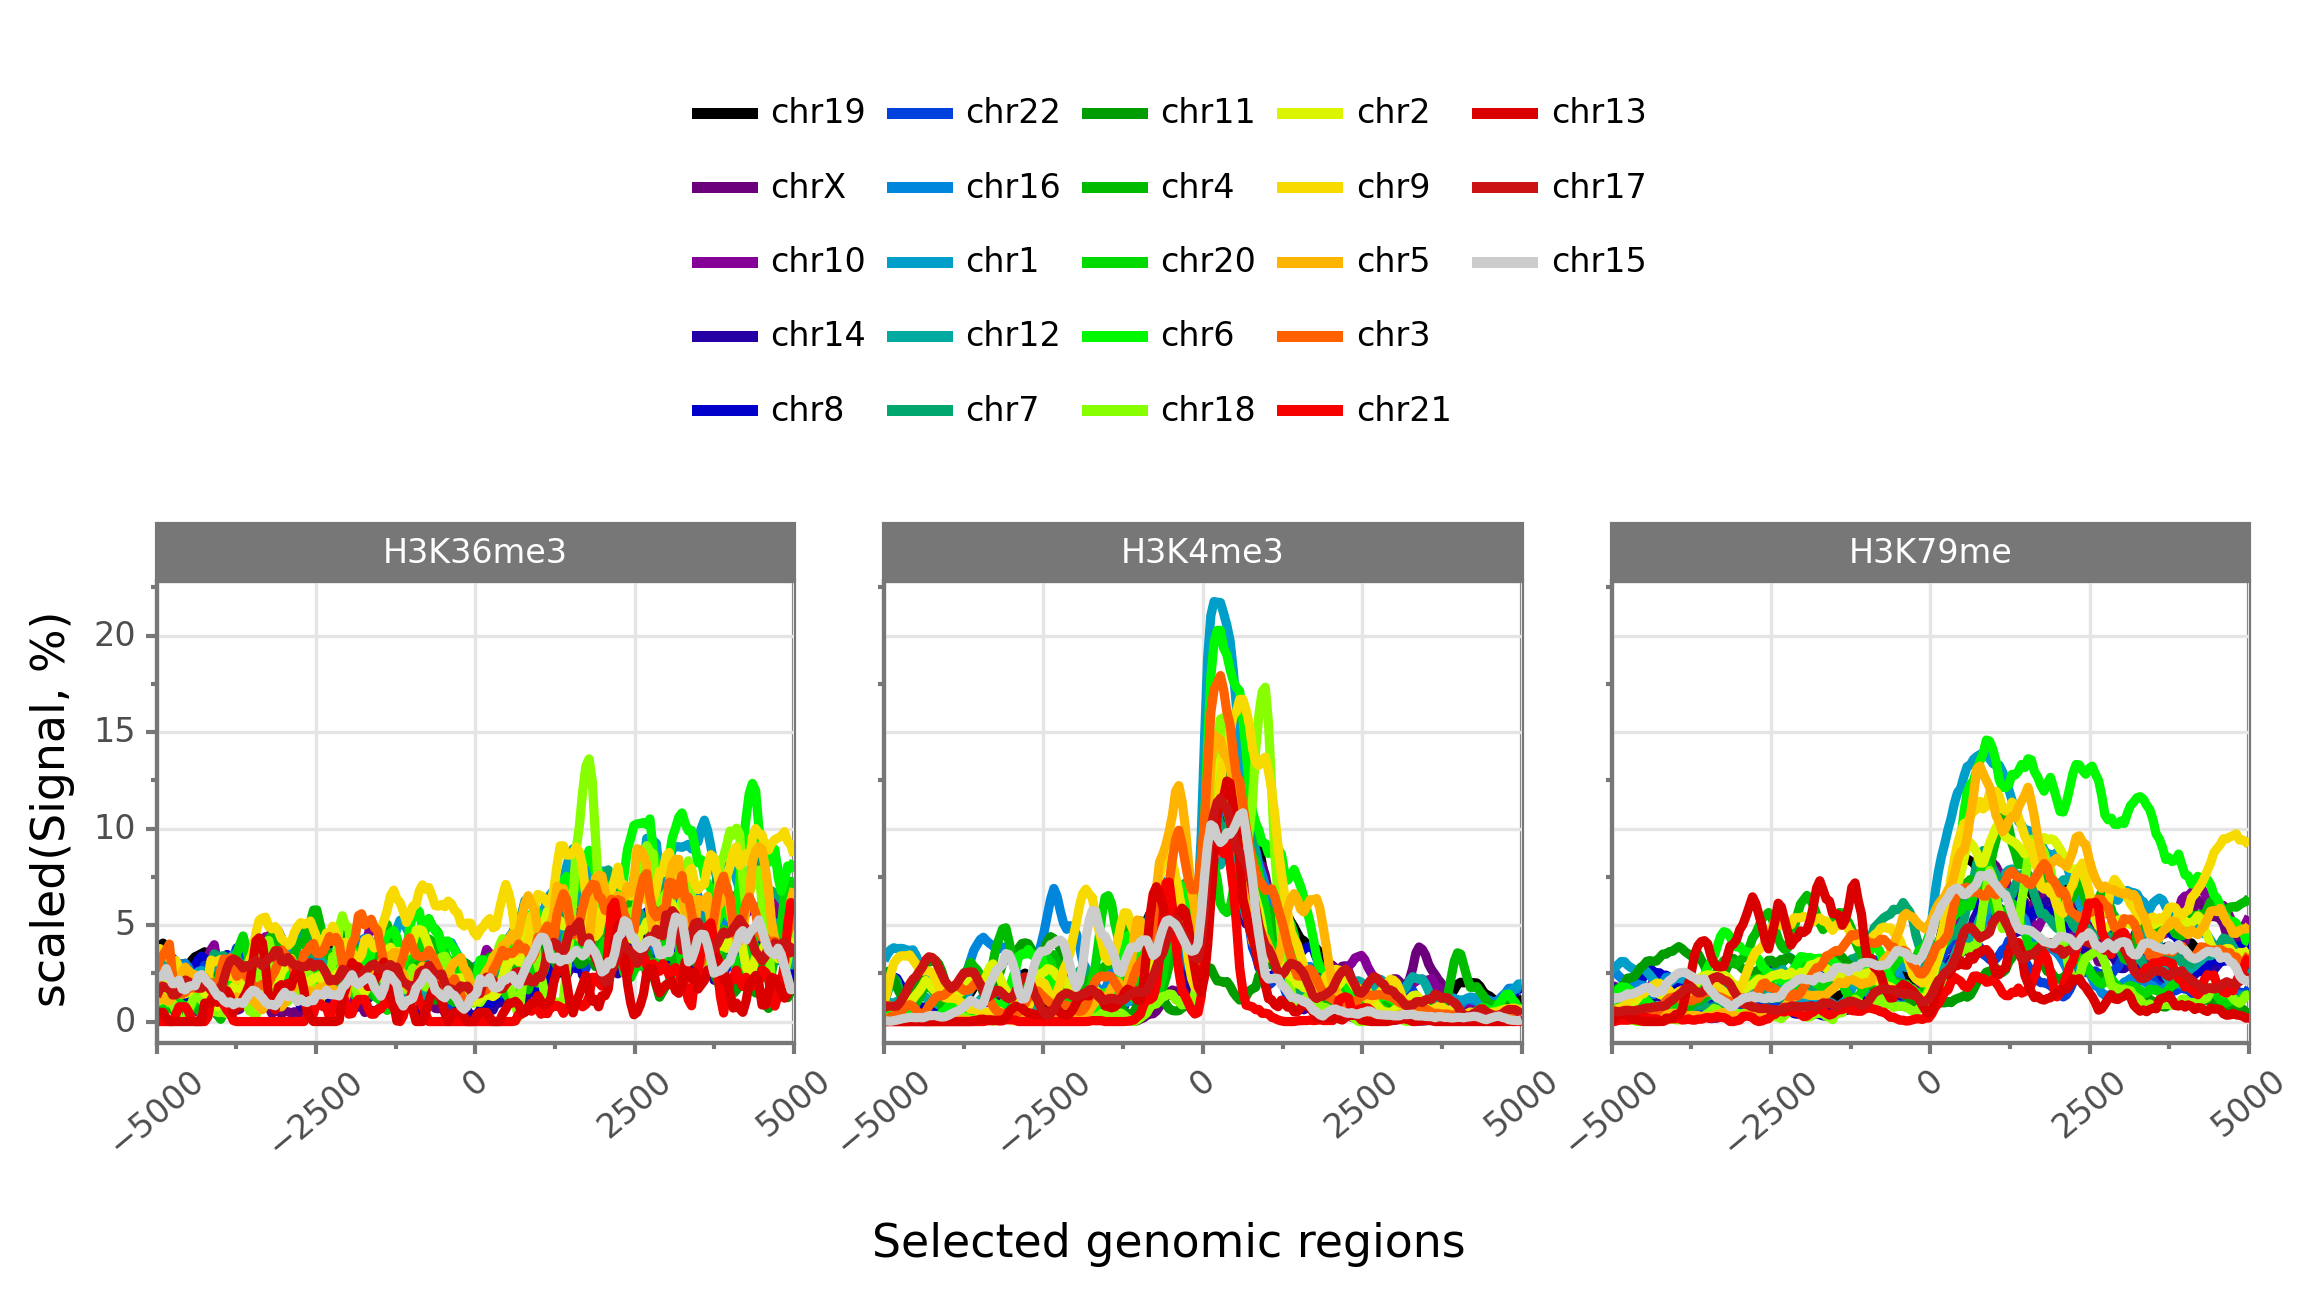 chr19 chr22 chr11 chr2 chr13
chrX chr16 chr4 chr9 chr17
chr10 chr1 chr20 chr5 chr15
chr14 chr12 chr6 chr3
chr8 chr7 chr18 chr21
H3K36me3 H3K4me3 H3K79me
scaled(Signal, %)
20
15
10
5
0
−5000 −2500 0 2500 5000 −5000 −2500 0 2500 5000 −5000 −2500 0 2500 5000
Selected genomic regions